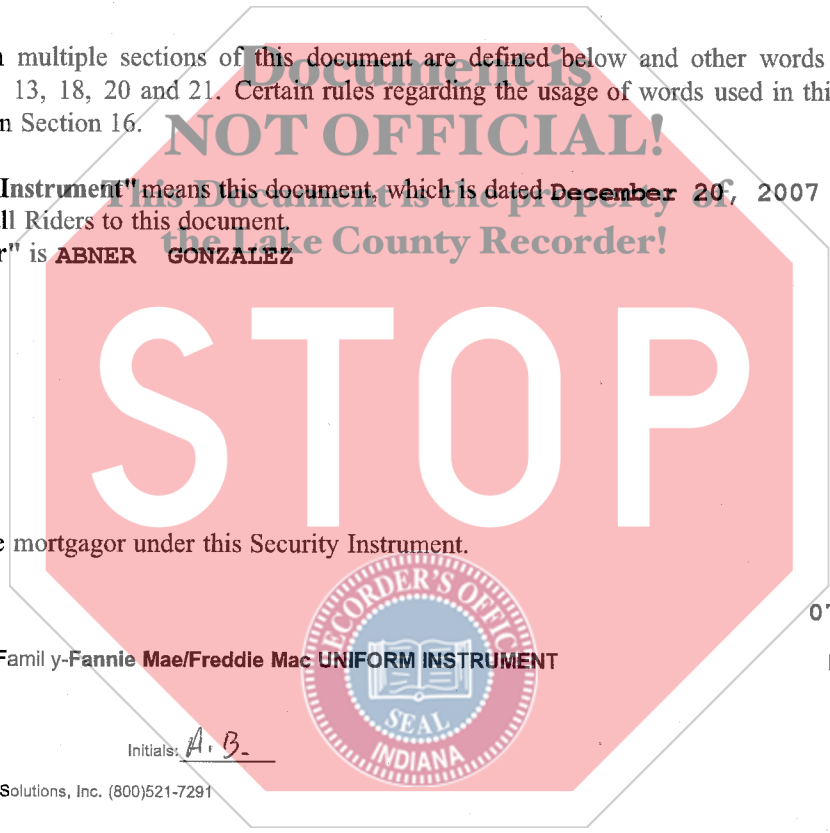 multiple sections of this document are defined below and other words
13, 18, 20 and 21. Certain rules regarding the usage of words used in thi
n Section 16.
Document is
NOT OFFICIAL!
This Document is the property of
the Lake County Recorder!
Instrument" means this document, which is dated December 20, 2007
ll Riders to this document.
r" is ABNER GONZALEZ
STOP
e mortgagor under this Security Instrument.
07
Family-Fannie Mae/Freddie Mac UNIFORM INSTRUMENT
RECORDER'S OFFICE
SEAL
INDIANA
Initials: A. B.
Solutions, Inc. (800)521-7291